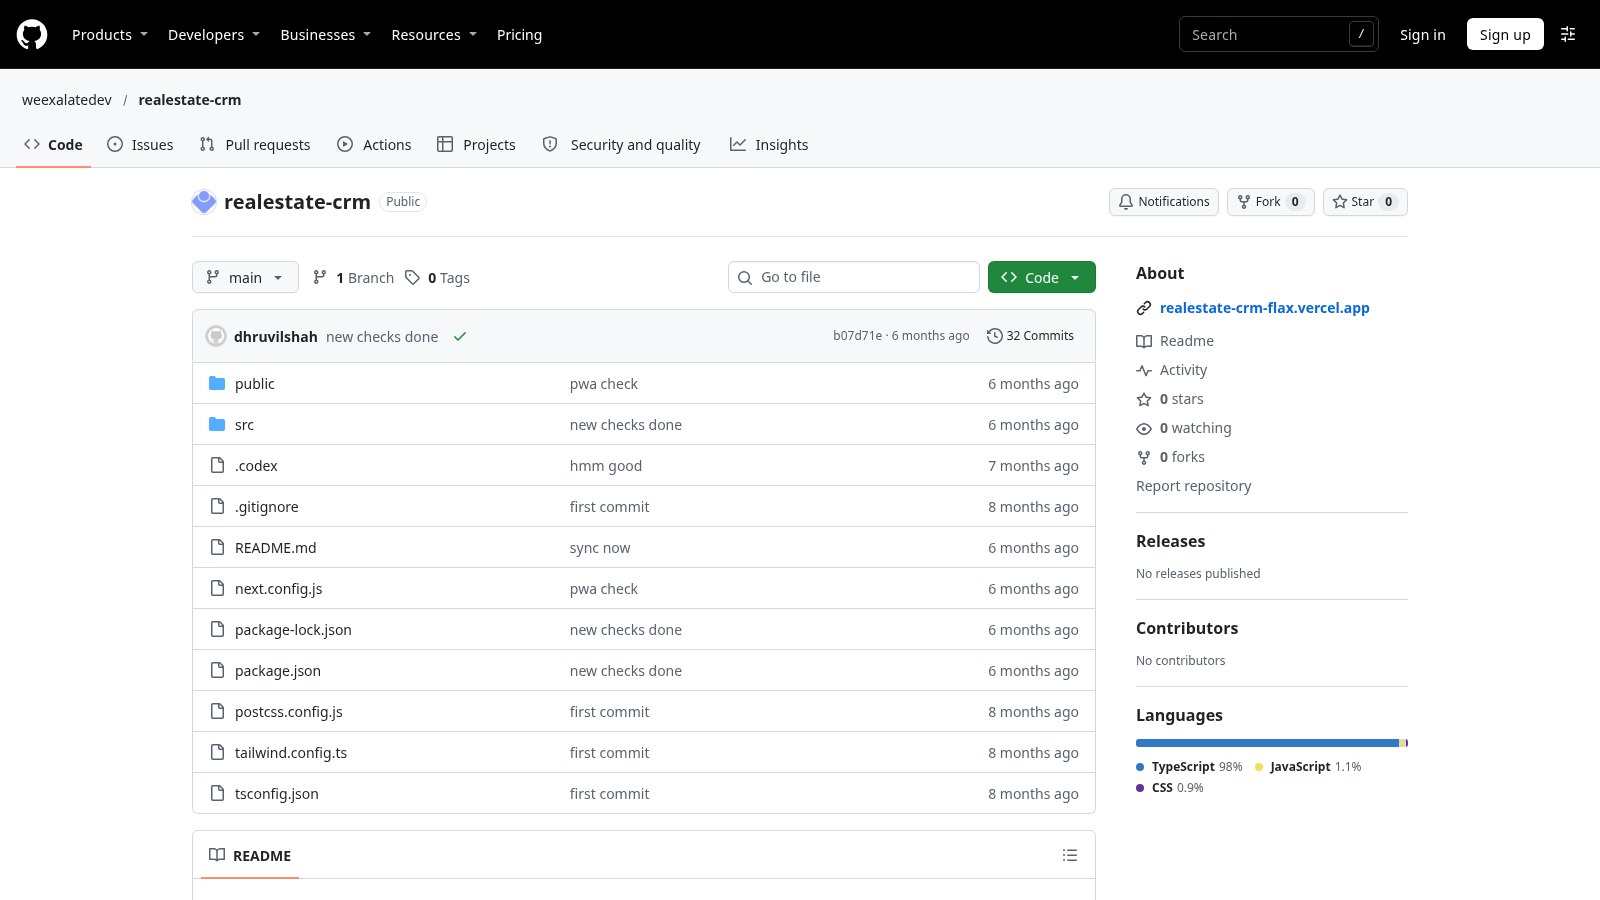 Products Developers Businesses Resources Pricing Search / Sign in Sign up
weexalatedev / realestate-crm
Code Issues Pull requests Actions Projects Security and quality Insights
realestate-crm Public Notifications Fork 0 Star 0
main 1 Branch 0 Tags Go to file Code
dhruvilshah new checks done b07d71e · 6 months ago 32 Commits
public pwa check 6 months ago
src new checks done 6 months ago
.codex hmm good 7 months ago
.gitignore first commit 8 months ago
README.md sync now 6 months ago
next.config.js pwa check 6 months ago
package-lock.json new checks done 6 months ago
package.json new checks done 6 months ago
postcss.config.js first commit 8 months ago
tailwind.config.ts first commit 8 months ago
tsconfig.json first commit 8 months ago
README
About
realestate-crm-flax.vercel.app
Readme
Activity
0 stars
0 watching
0 forks
Report repository
Releases
No releases published
Contributors
No contributors
Languages
TypeScript 98% JavaScript 1.1%
CSS 0.9%